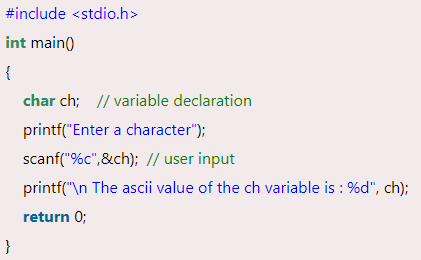 #include <stdio.h>
int main()
{
char ch;    // variable declaration
printf("Enter a character");
scanf("%c",&ch);  // user input
printf("\n The ascii value of the ch variable is : %d", ch);
return 0;
}